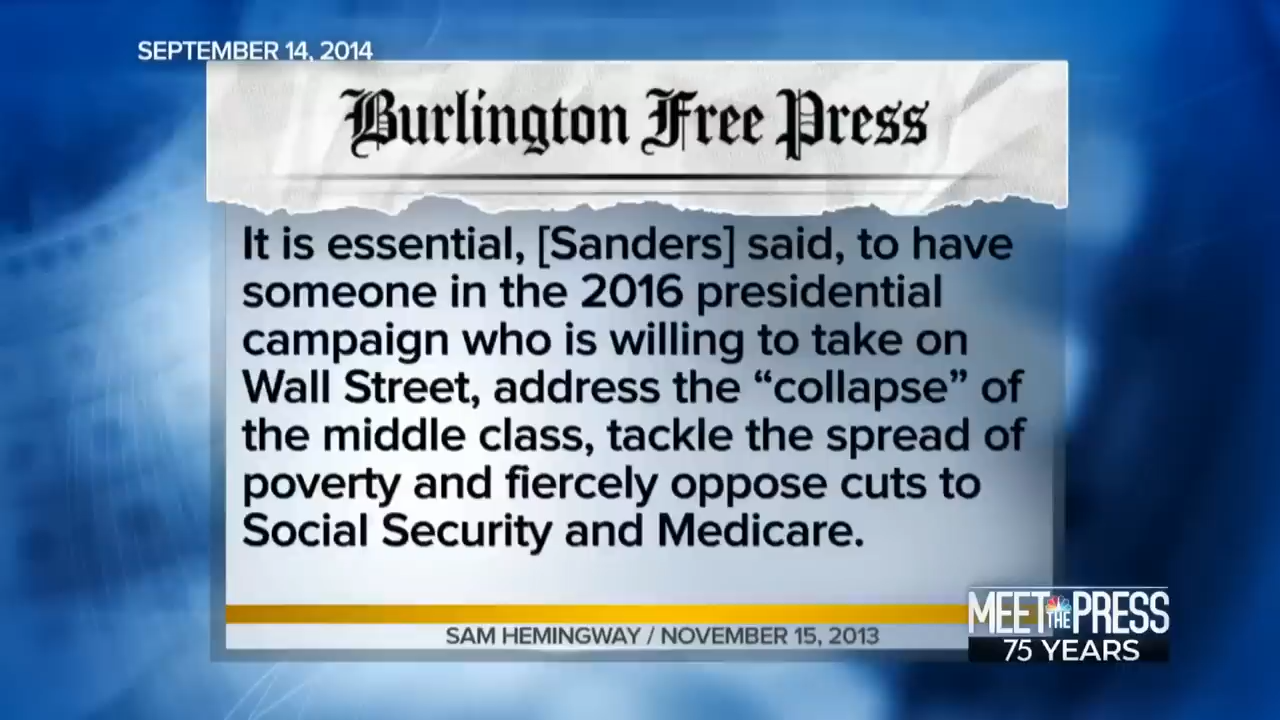 SEPTEMBER 14, 2014
Burlington Free Press
It is essential, [Sanders] said, to have
someone in the 2016 presidential
campaign who is willing to take on
Wall Street, address the “collapse” of
the middle class, tackle the spread of
poverty and fiercely oppose cuts to
Social Security and Medicare.
SAM HEMINGWAY / NOVEMBER 15, 2013
MEET THE PRESS
75 YEARS